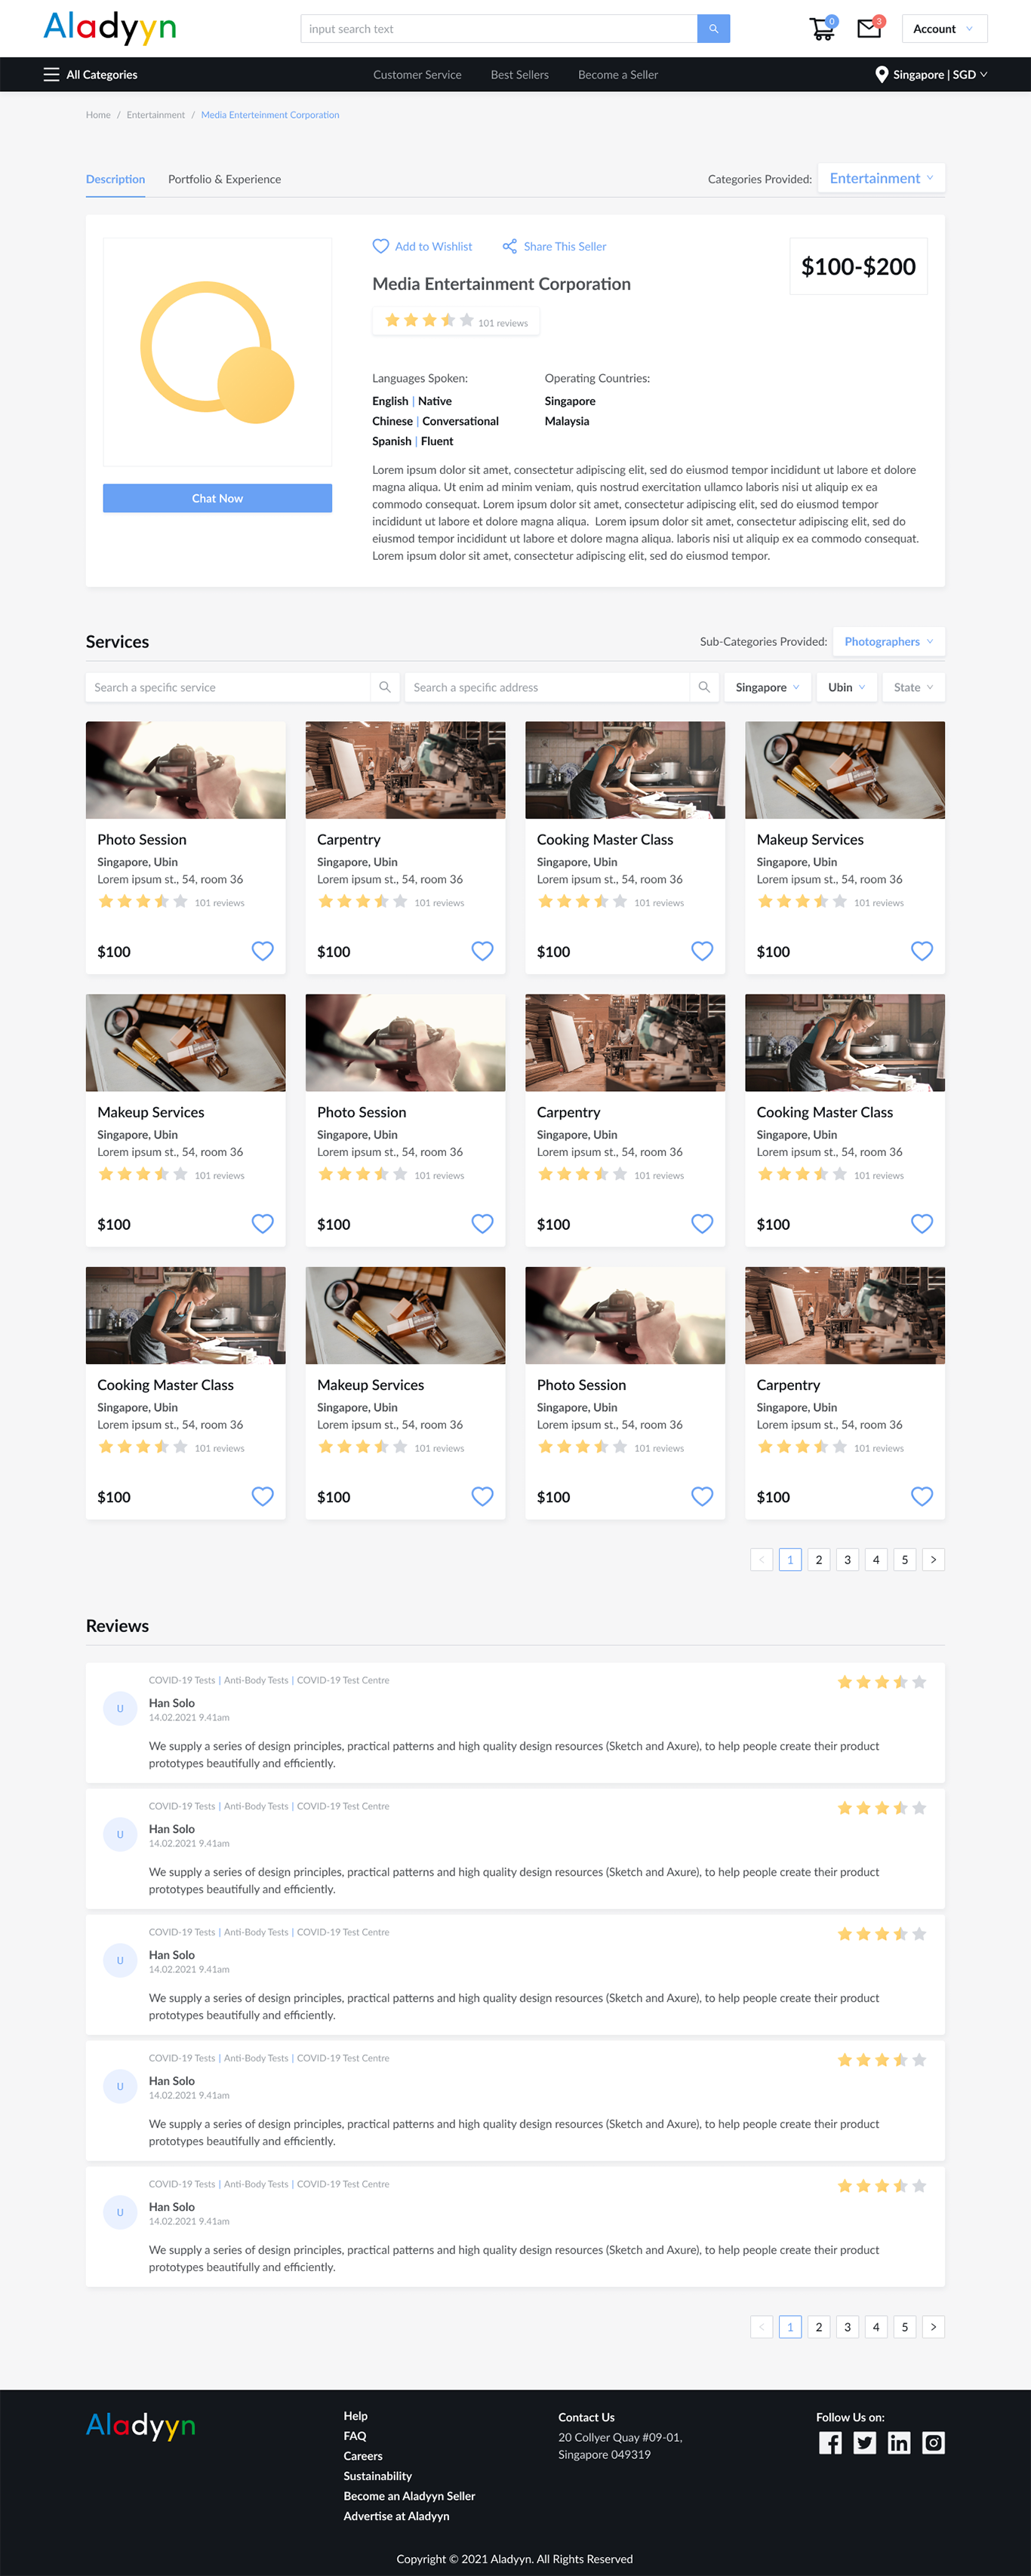 Aladyyn
input search text
0
3
Account
All Categories
Customer Service
Best Sellers
Become a Seller
Singapore | SGD
Home / Entertainment / Media Enterteinment Corporation
Description
Portfolio & Experience
Categories Provided:
Entertainment
Add to Wishlist
Share This Seller
$100-$200
Media Entertainment Corporation
101 reviews
Languages Spoken:
English | Native
Chinese | Conversational
Spanish | Fluent
Operating Countries:
Singapore
Malaysia
Chat Now
Lorem ipsum dolor sit amet, consectetur adipiscing elit, sed do eiusmod tempor incididunt ut labore et dolore
magna aliqua. Ut enim ad minim veniam, quis nostrud exercitation ullamco laboris nisi ut aliquip ex ea
commodo consequat. Lorem ipsum dolor sit amet, consectetur adipiscing elit, sed do eiusmod tempor
incididunt ut labore et dolore magna aliqua. Lorem ipsum dolor sit amet, consectetur adipiscing elit, sed do
eiusmod tempor incididunt ut labore et dolore magna aliqua. laboris nisi ut aliquip ex ea commodo consequat.
Lorem ipsum dolor sit amet, consectetur adipiscing elit, sed do eiusmod tempor.
Services
Sub-Categories Provided:
Photographers
Search a specific service
Search a specific address
Singapore
Ubin
State
Photo Session
Singapore, Ubin
Lorem ipsum st., 54, room 36
101 reviews
$100
Carpentry
Singapore, Ubin
Lorem ipsum st., 54, room 36
101 reviews
$100
Cooking Master Class
Singapore, Ubin
Lorem ipsum st., 54, room 36
101 reviews
$100
Makeup Services
Singapore, Ubin
Lorem ipsum st., 54, room 36
101 reviews
$100
Makeup Services
Singapore, Ubin
Lorem ipsum st., 54, room 36
101 reviews
$100
Photo Session
Singapore, Ubin
Lorem ipsum st., 54, room 36
101 reviews
$100
Carpentry
Singapore, Ubin
Lorem ipsum st., 54, room 36
101 reviews
$100
Cooking Master Class
Singapore, Ubin
Lorem ipsum st., 54, room 36
101 reviews
$100
Cooking Master Class
Singapore, Ubin
Lorem ipsum st., 54, room 36
101 reviews
$100
Makeup Services
Singapore, Ubin
Lorem ipsum st., 54, room 36
101 reviews
$100
Photo Session
Singapore, Ubin
Lorem ipsum st., 54, room 36
101 reviews
$100
Carpentry
Singapore, Ubin
Lorem ipsum st., 54, room 36
101 reviews
$100
< 1 2 3 4 5 >
Reviews
COVID-19 Tests | Anti-Body Tests | COVID-19 Test Centre
U
Han Solo
14.02.2021 9.41am
We supply a series of design principles, practical patterns and high quality design resources (Sketch and Axure), to help people create their product
prototypes beautifully and efficiently.
COVID-19 Tests | Anti-Body Tests | COVID-19 Test Centre
U
Han Solo
14.02.2021 9.41am
We supply a series of design principles, practical patterns and high quality design resources (Sketch and Axure), to help people create their product
prototypes beautifully and efficiently.
COVID-19 Tests | Anti-Body Tests | COVID-19 Test Centre
U
Han Solo
14.02.2021 9.41am
We supply a series of design principles, practical patterns and high quality design resources (Sketch and Axure), to help people create their product
prototypes beautifully and efficiently.
COVID-19 Tests | Anti-Body Tests | COVID-19 Test Centre
U
Han Solo
14.02.2021 9.41am
We supply a series of design principles, practical patterns and high quality design resources (Sketch and Axure), to help people create their product
prototypes beautifully and efficiently.
COVID-19 Tests | Anti-Body Tests | COVID-19 Test Centre
U
Han Solo
14.02.2021 9.41am
We supply a series of design principles, practical patterns and high quality design resources (Sketch and Axure), to help people create their product
prototypes beautifully and efficiently.
< 1 2 3 4 5 >
Aladyyn
Help
FAQ
Careers
Sustainability
Become an Aladyyn Seller
Advertise at Aladyyn
Contact Us
20 Collyer Quay #09-01,
Singapore 049319
Follow Us on:
Copyright © 2021 Aladyyn. All Rights Reserved